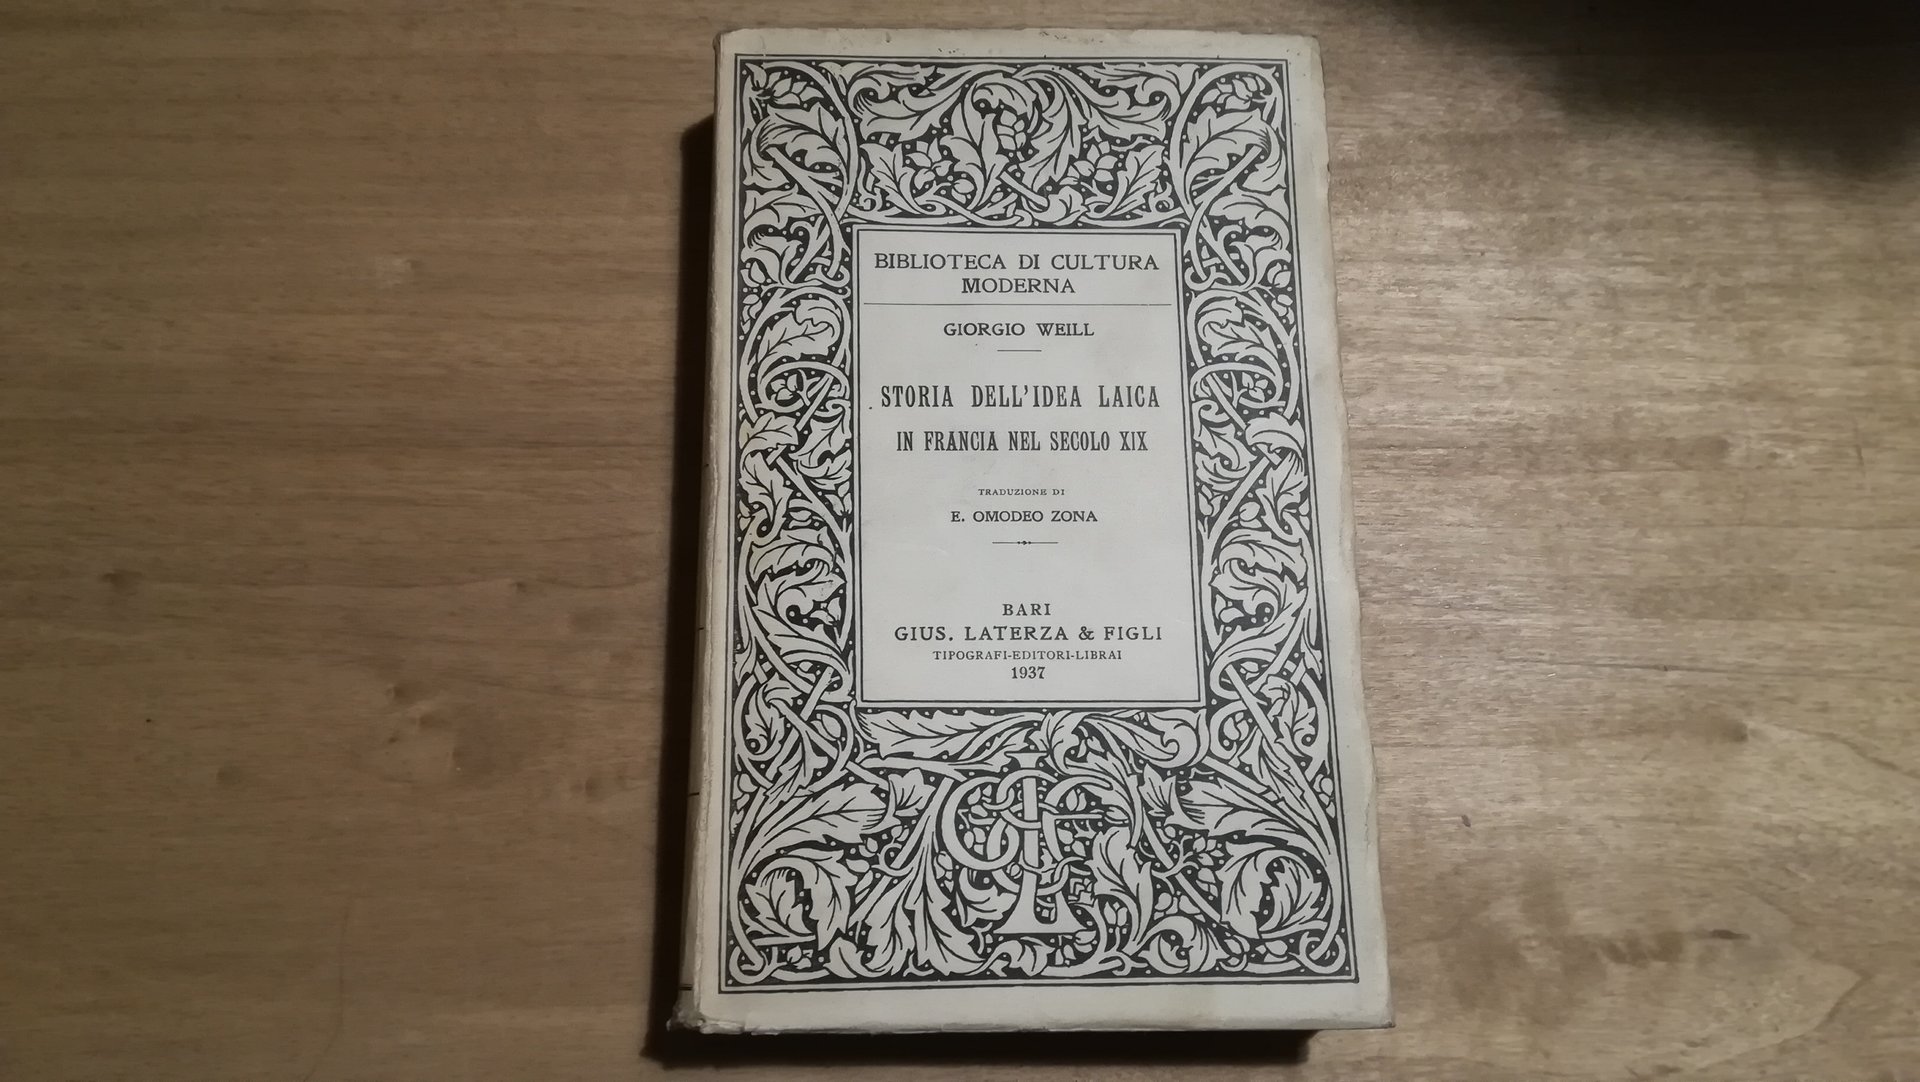 BIBLIOTECA DI CULTURA
MODERNA
GIORGIO WEILL
STORIA DELL'IDEA LAICA
IN FRANCIA NEL SECOLO XIX
TRADUZIONE DI
E. OMODEO ZONA
BARI
GIUS. LATERZA & FIGLI
TIPOGRAFI-EDITORI-LIBRAI
1937